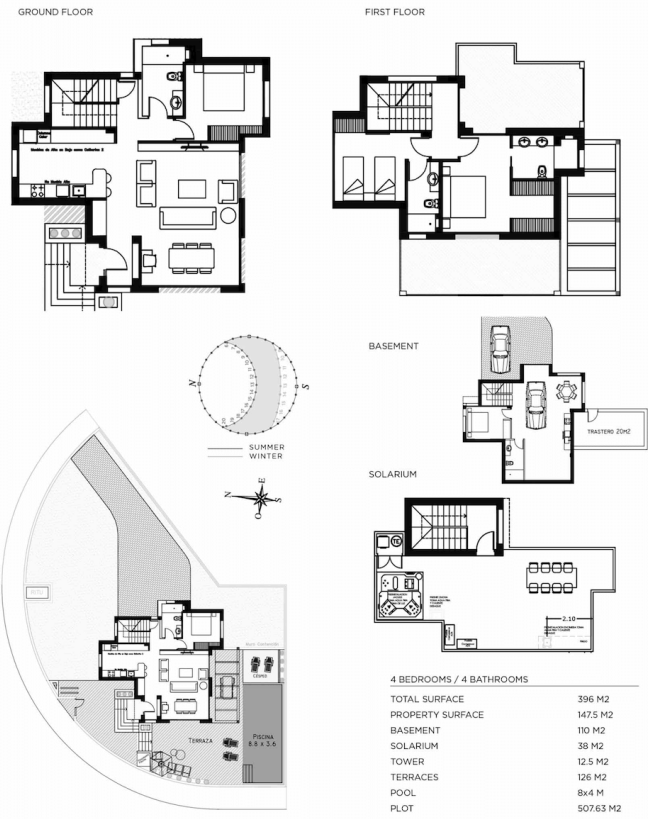 GROUND FLOOR
FIRST FLOOR
BASEMENT
TRASTERO 20M2
N
S
SUMMER
WINTER
SOLARIUM
N
E
S
O
TE
2.10
CESPED
TERRAZA
PISCINA
8.8 x 3.6
4 BEDROOMS / 4 BATHROOMS
TOTAL SURFACE 396 M2
PROPERTY SURFACE 147.5 M2
BASEMENT 110 M2
SOLARIUM 38 M2
TOWER 12.5 M2
TERRACES 126 M2
POOL 8x4 M
PLOT 507.63 M2